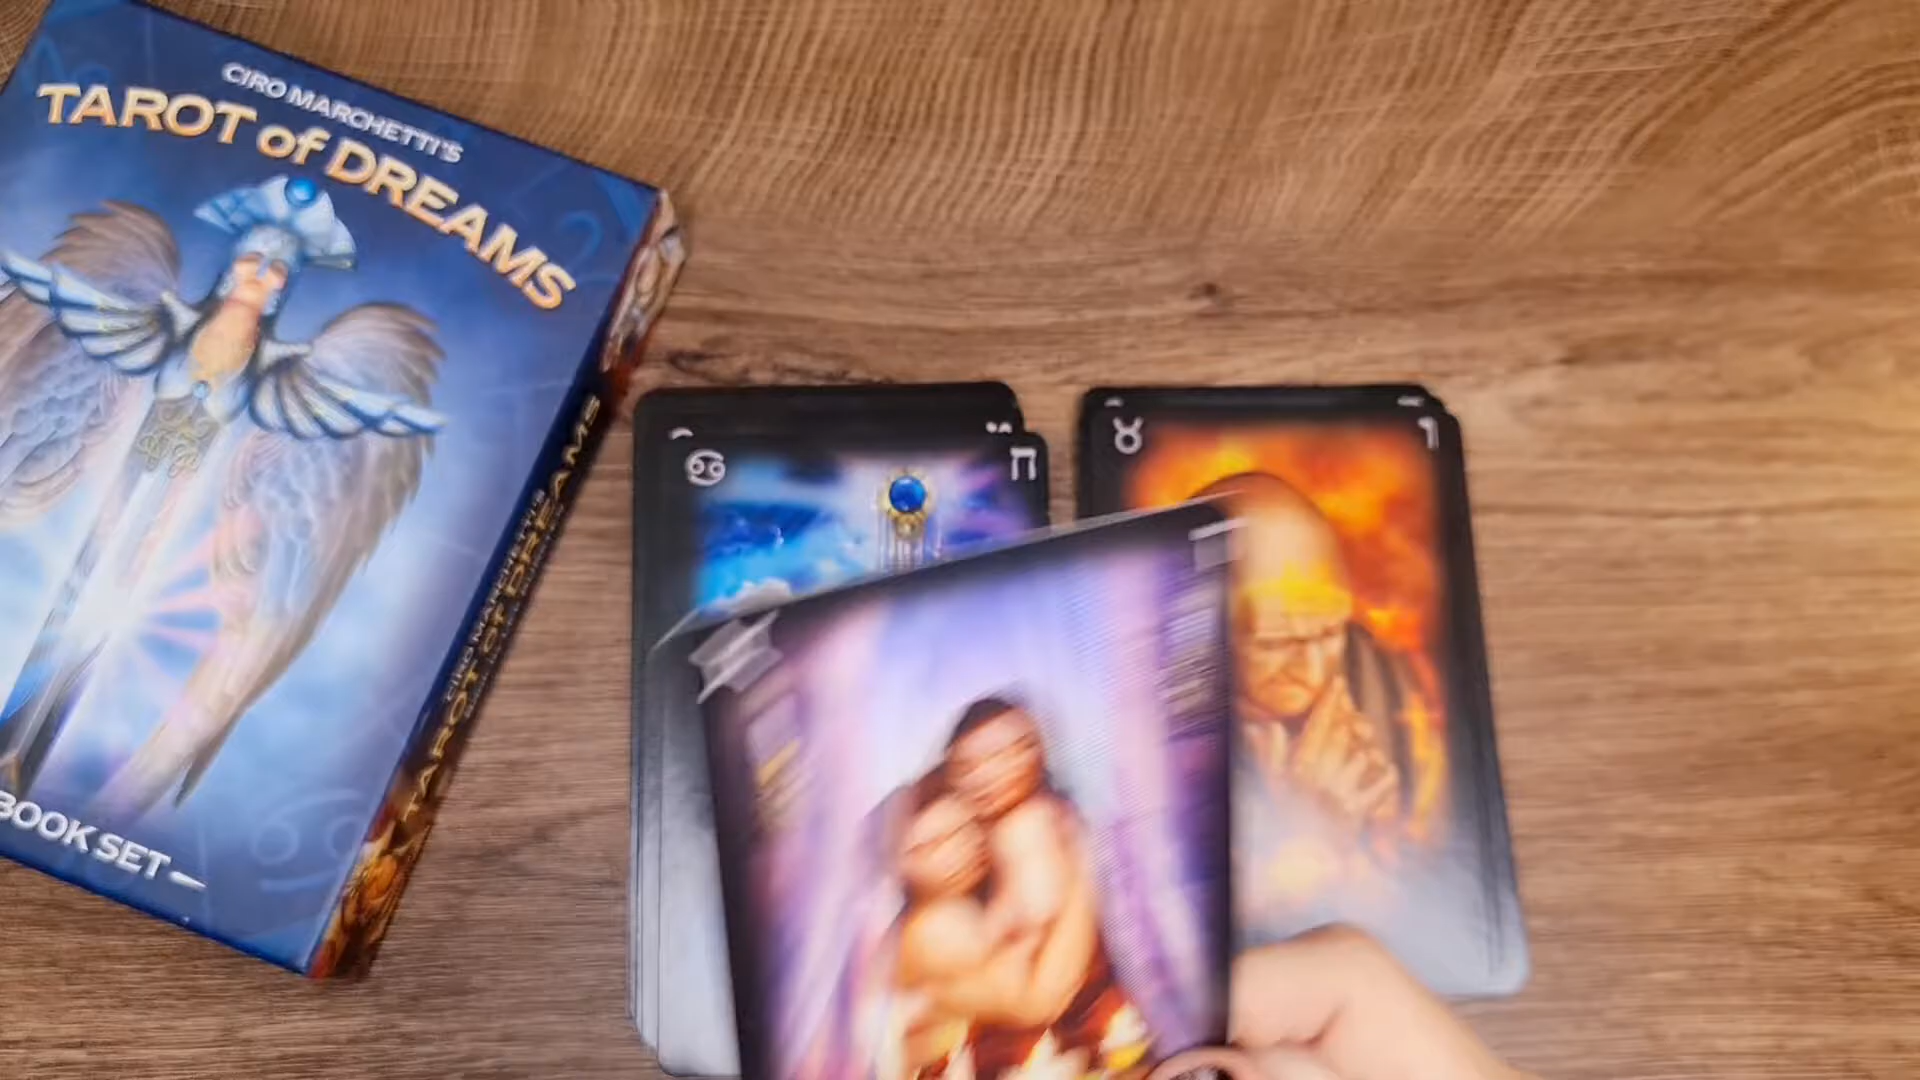 CIRO MARCHETTI'S
TAROT of DREAMS
BOOK SET
CIRO MARCHETTI'S
TAROT OF DREAMS
♋ ח
♉ ו